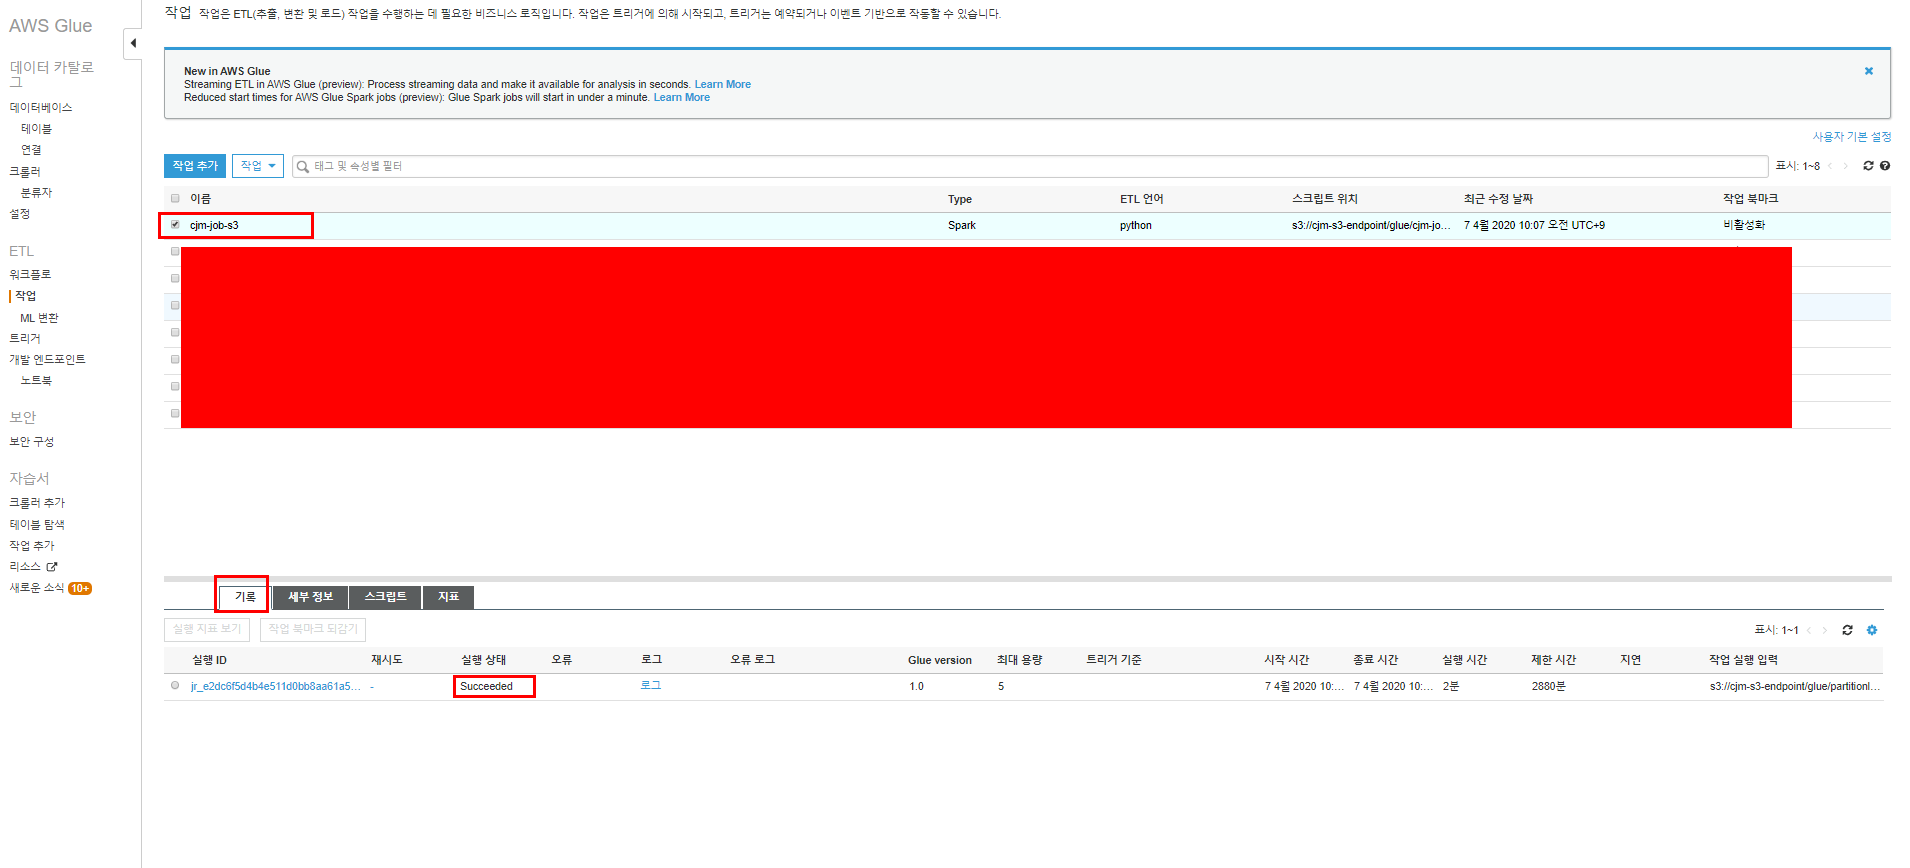 AWS Glue
데이터 카탈로그
데이터베이스
테이블
연결
크롤러
분류자
설정
ETL
워크플로
작업
ML 변환
트리거
개발 엔드포인트
노트북
보안
보안 구성
자습서
크롤러 추가
테이블 탐색
작업 추가
리소스
새로운 소식 10+
작업 작업은 ETL(추출, 변환 및 로드) 작업을 수행하는 데 필요한 비즈니스 로직입니다. 작업은 트리거에 의해 시작되고, 트리거는 예약되거나 이벤트 기반으로 작동할 수 있습니다.
New in AWS Glue
Streaming ETL in AWS Glue (preview): Process streaming data and make it available for analysis in seconds. Learn More
Reduced start times for AWS Glue Spark jobs (preview): Glue Spark jobs will start in under a minute. Learn More
사용자 기본 설정
작업 추가 작업 태그 및 속성별 필터 표시: 1~8
이름 Type ETL 언어 스크립트 위치 최근 수정 날짜 작업 북마크
cjm-job-s3 Spark python s3://cjm-s3-endpoint/glue/cjm-jo... 7 4월 2020 10:07 오전 UTC+9 비활성화
기록 세부 정보 스크립트 지표
실행 지표 보기 작업 북마크 되감기 표시: 1~1
실행 ID 재시도 실행 상태 오류 로그 오류 로그 Glue version 최대 용량 트리거 기준 시작 시간 종료 시간 실행 시간 제한 시간 지연 작업 실행 입력
jr_e2dc6f5d4b4e511d0bb8aa61a5... - Succeeded 로그 1.0 5 7 4월 2020 10:... 7 4월 2020 10:... 2분 2880분 s3://cjm-s3-endpoint/glue/partitionl...